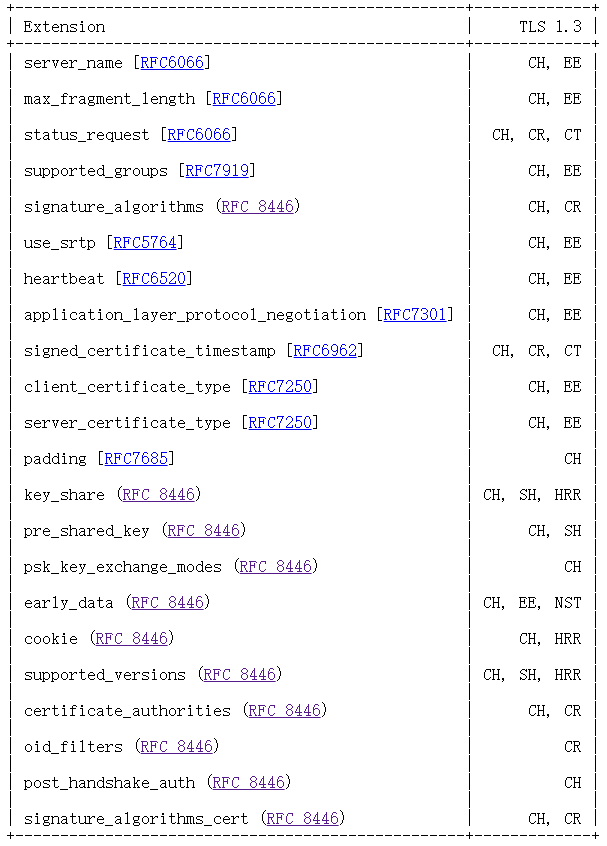 +--------------------------------------------------+-------------+
| Extension | TLS 1.3 |
+--------------------------------------------------+-------------+
| server_name [RFC6066] | CH, EE |
| max_fragment_length [RFC6066] | CH, EE |
| status_request [RFC6066] | CH, CR, CT |
| supported_groups [RFC7919] | CH, EE |
| signature_algorithms (RFC 8446) | CH, CR |
| use_srtp [RFC5764] | CH, EE |
| heartbeat [RFC6520] | CH, EE |
| application_layer_protocol_negotiation [RFC7301] | CH, EE |
| signed_certificate_timestamp [RFC6962] | CH, CR, CT |
| client_certificate_type [RFC7250] | CH, EE |
| server_certificate_type [RFC7250] | CH, EE |
| padding [RFC7685] | CH |
| key_share (RFC 8446) | CH, SH, HRR |
| pre_shared_key (RFC 8446) | CH, SH |
| psk_key_exchange_modes (RFC 8446) | CH |
| early_data (RFC 8446) | CH, EE, NST |
| cookie (RFC 8446) | CH, HRR |
| supported_versions (RFC 8446) | CH, SH, HRR |
| certificate_authorities (RFC 8446) | CH, CR |
| oid_filters (RFC 8446) | CR |
| post_handshake_auth (RFC 8446) | CH |
| signature_algorithms_cert (RFC 8446) | CH, CR |
+--------------------------------------------------+-------------+